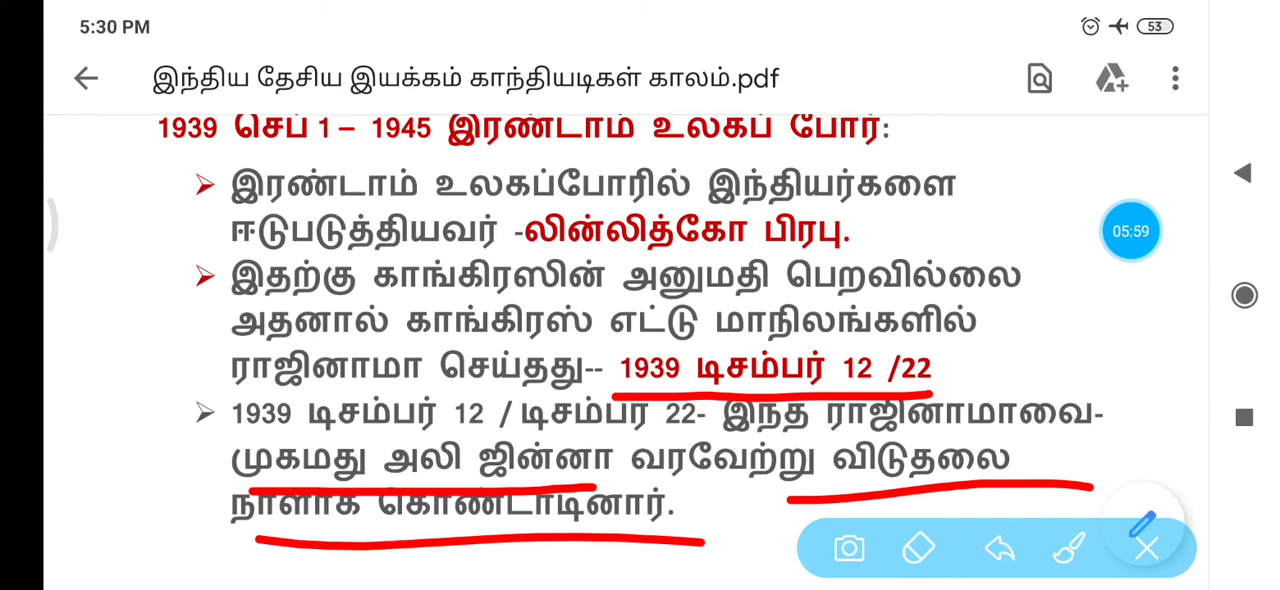 5:30 PM
53
இந்திய தேசிய இயக்கம் காந்தியடிகள் காலம்.pdf
1939 செப் 1 – 1945 இரண்டாம் உலகப் போர்:
➢ இரண்டாம் உலகப்போரில் இந்தியர்களை
ஈடுபடுத்தியவர் -லின்லித்கோ பிரபு.
05:59
➢ இதற்கு காங்கிரஸின் அனுமதி பெறவில்லை
அதனால் காங்கிரஸ் எட்டு மாநிலங்களில்
ராஜினாமா செய்தது-- 1939 டிசம்பர் 12 /22
➢ 1939 டிசம்பர் 12 / டிசம்பர் 22- இந்த ராஜினாமாவை-
முகமது அலி ஜின்னா வரவேற்று விடுதலை
நாளாக கொண்டாடினார்.